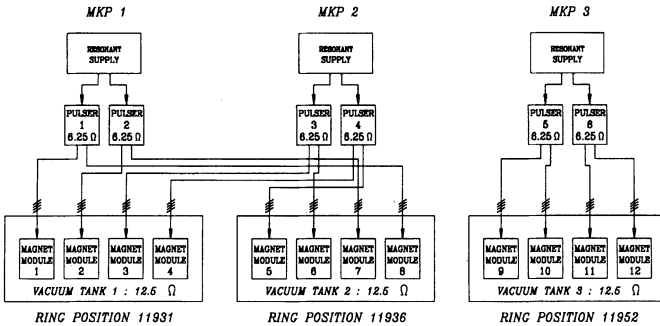 MKP 1
MKP 2
MKP 3
RESONANT
SUPPLY
RESONANT
SUPPLY
RESONANT
SUPPLY
PULSER
1
6.25 Ω
PULSER
2
6.25 Ω
PULSER
3
6.25 Ω
PULSER
4
6.25 Ω
PULSER
5
6.25 Ω
PULSER
6
6.25 Ω
MAGNET
MODULE
1
MAGNET
MODULE
2
MAGNET
MODULE
3
MAGNET
MODULE
4
MAGNET
MODULE
5
MAGNET
MODULE
6
MAGNET
MODULE
7
MAGNET
MODULE
8
MAGNET
MODULE
9
MAGNET
MODULE
10
MAGNET
MODULE
11
MAGNET
MODULE
12
VACUUM TANK 1 : 12.5 Ω
VACUUM TANK 2 : 12.5 Ω
VACUUM TANK 3 : 12.5 Ω
RING POSITION 11931
RING POSITION 11936
RING POSITION 11952